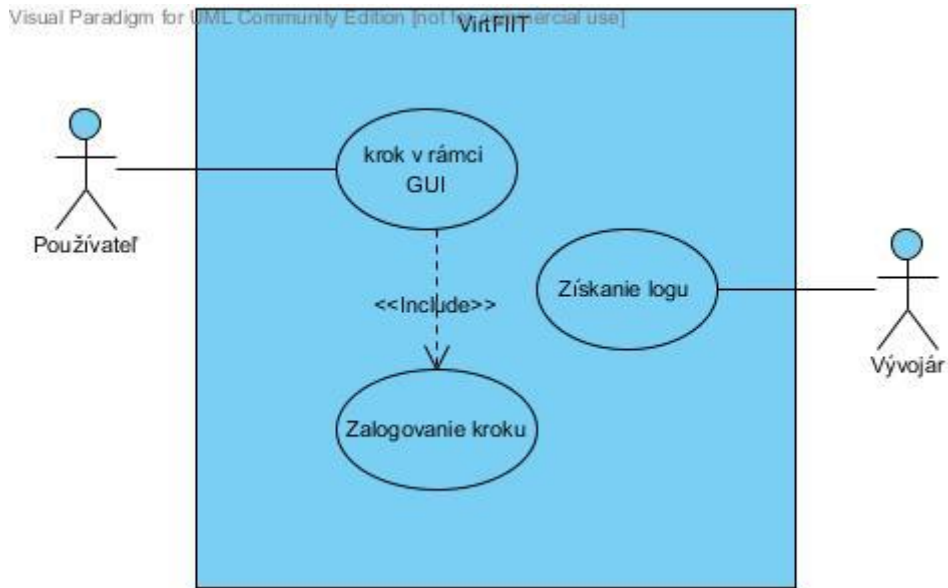 Visual Paradigm for UML Community Edition [not for commercial use]
VirtFIIT
krok v rámci
GUI
Používateľ
Získanie logu
<<Include>>
Vývojár
Zalogovanie kroku